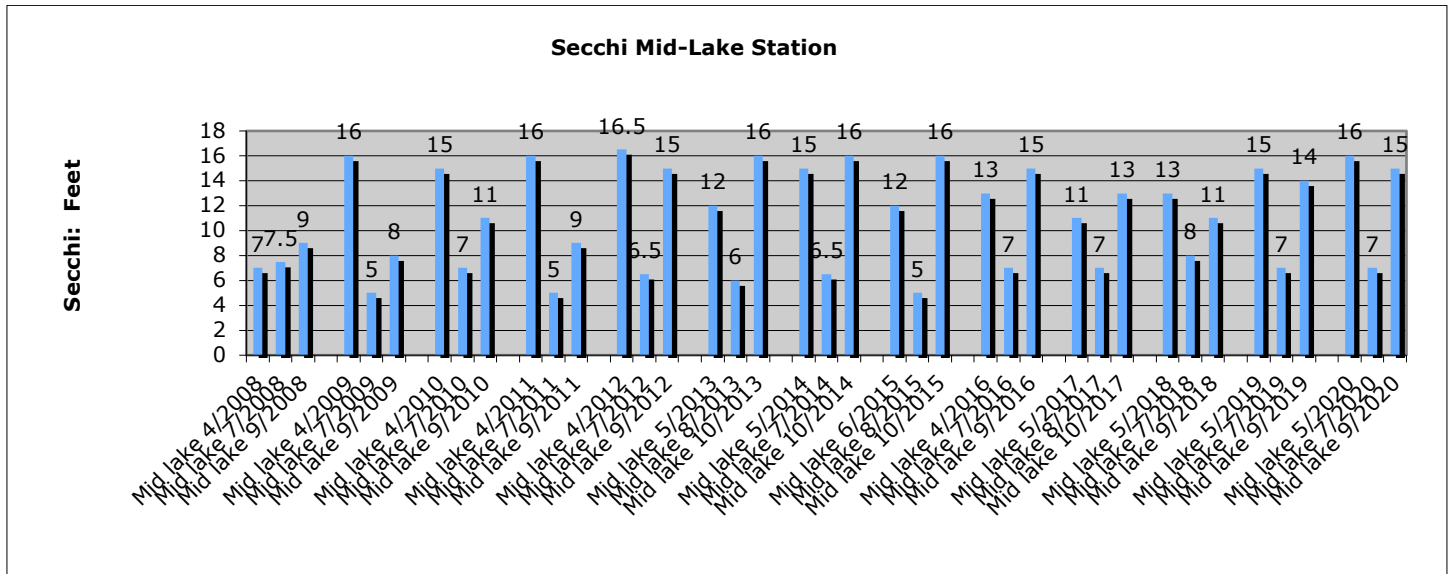 Secchi Mid-Lake Station
Secchi: Feet
18
16
14
12
10
8
6
4
2
0
7
7.5
9
16
5
8
15
7
11
16
5
9
16.5
6.5
15
12
6
16
15
6.5
16
12
5
16
13
7
15
11
7
13
13
8
11
15
7
14
16
7
15
Mid lake 4/2008
Mid lake 7/2008
Mid lake 9/2008
Mid lake 4/2009
Mid lake 7/2009
Mid lake 9/2009
Mid lake 4/2010
Mid lake 7/2010
Mid lake 9/2010
Mid lake 4/2011
Mid lake 7/2011
Mid lake 9/2011
Mid lake 4/2012
Mid lake 7/2012
Mid lake 9/2012
Mid lake 5/2013
Mid lake 8/2013
Mid lake 10/2013
Mid lake 5/2014
Mid lake 7/2014
Mid lake 10/2014
Mid lake 6/2015
Mid lake 8/2015
Mid lake 10/2015
Mid lake 4/2016
Mid lake 7/2016
Mid lake 9/2016
Mid lake 5/2017
Mid lake 8/2017
Mid lake 10/2017
Mid lake 5/2018
Mid lake 7/2018
Mid lake 9/2018
Mid lake 5/2019
Mid lake 7/2019
Mid lake 9/2019
Mid lake 5/2020
Mid lake 7/2020
Mid lake 9/2020